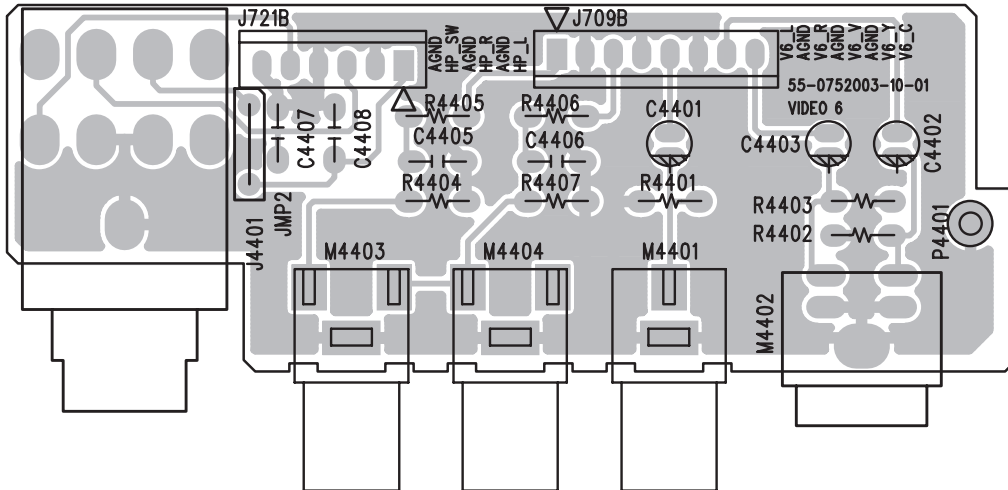 J721B
J709B
AGND
HP_SW
AGND
HP_R
AGND
HP_L
V6_L
AGND
V6_R
AGND
V6_V
AGND
V6_Y
V6_C
55-0752003-10-01
VIDEO 6
R4405
R4406
C4401
C4407
C4408
C4405
C4406
C4403
C4402
R4404
R4407
R4401
R4403
R4402
P4401
JMP2
J4401
M4403
M4404
M4401
M4402